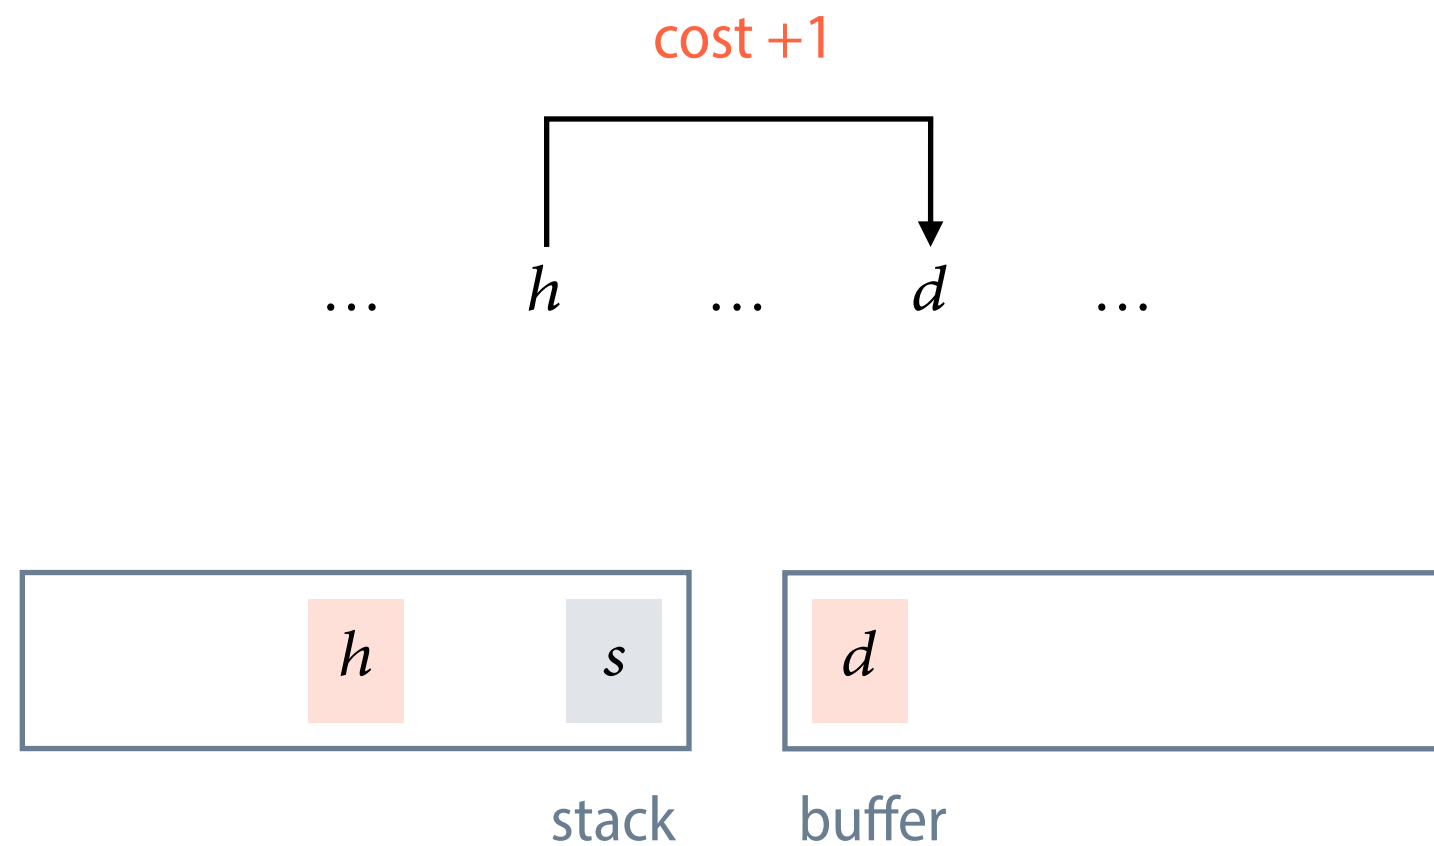 cost +1
… h … d …
h s d
stack buffer